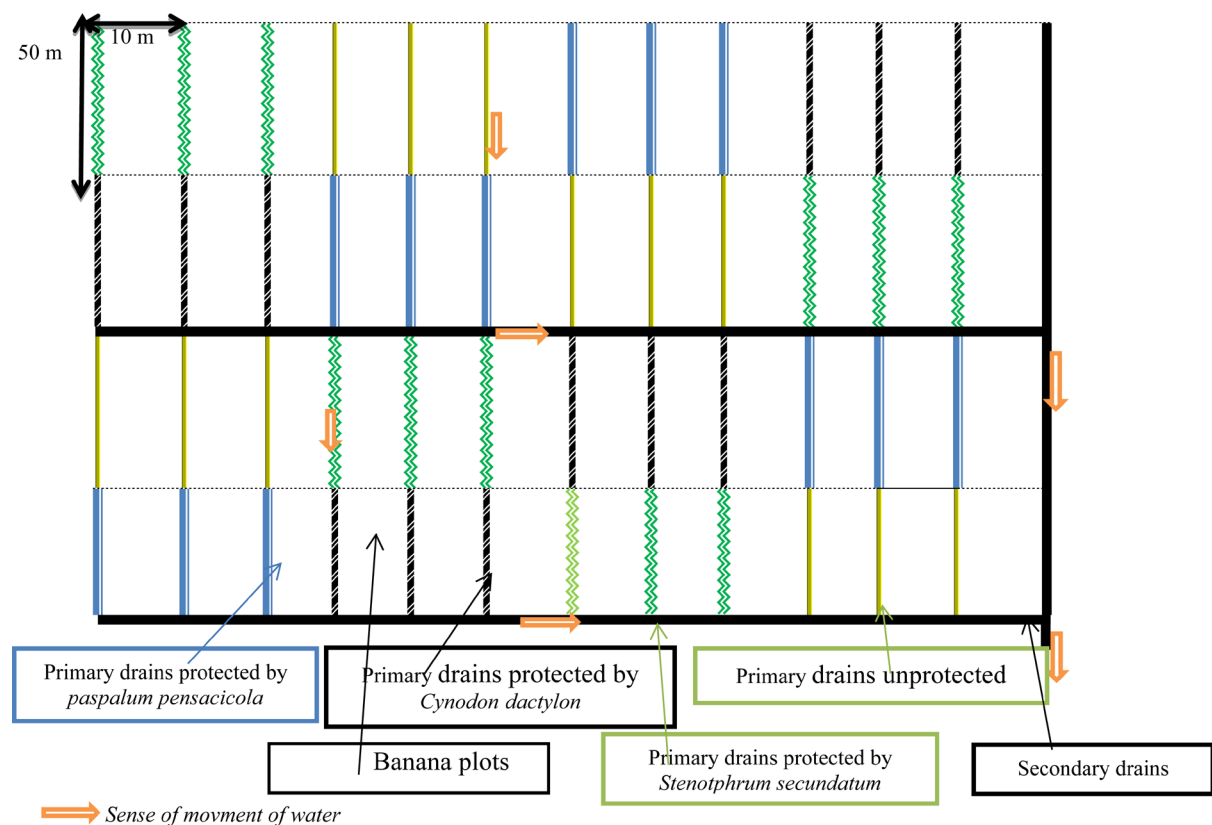 10 m
50 m
Primary drains protected by
paspalum pensacicola
Primary drains protected by
Cynodon dactylon
Primary drains unprotected
Banana plots
Primary drains protected by
Stenotphrum secundatum
Secondary drains
Sense of movment of water